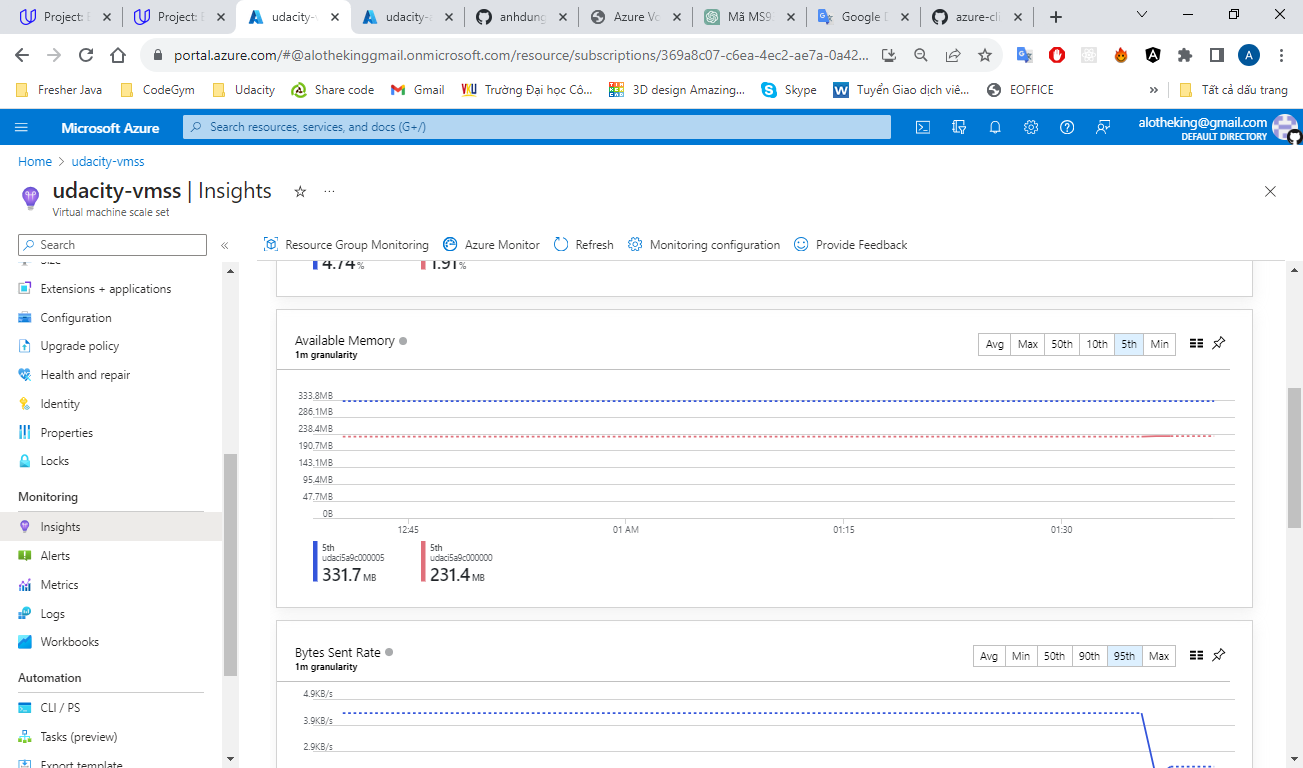 Project: E
Project: E
udacity-v
udacity-a
anhdung
Azure Vo
Mã MS93
Google D
azure-cli
portal.azure.com/#@alothekinggmail.onmicrosoft.com/resource/subscriptions/369a8c07-c6ea-4ec2-ae7a-0a42...
A
Fresher Java
CodeGym
Udacity
Share code
Gmail
Trường Đại học Cô...
3D design Amazing...
Skype
Tuyển Giao dịch viê...
EOFFICE
»
Tất cả dấu trang
Microsoft Azure
Search resources, services, and docs (G+/)
alotheking@gmail.com
DEFAULT DIRECTORY
Home > udacity-vmss
udacity-vmss | Insights
Virtual machine scale set
Search
«
Resource Group Monitoring
Azure Monitor
Refresh
Monitoring configuration
Provide Feedback
Size
Extensions + applications
Configuration
Upgrade policy
Health and repair
Identity
Properties
Locks
Monitoring
Insights
Alerts
Metrics
Logs
Workbooks
Automation
CLI / PS
Tasks (preview)
Export template
4.74%
1.91%
Available Memory
1m granularity
Avg Max 50th 10th 5th Min
333.8MB
286.1MB
238.4MB
190.7MB
143.1MB
95.4MB
47.7MB
0B
12:45 01 AM 01:15 01:30
5th
udaci5a9c000005
331.7 MB
5th
udaci5a9c000000
231.4 MB
Bytes Sent Rate
1m granularity
Avg Min 50th 90th 95th Max
4.9KB/s
3.9KB/s
2.9KB/s